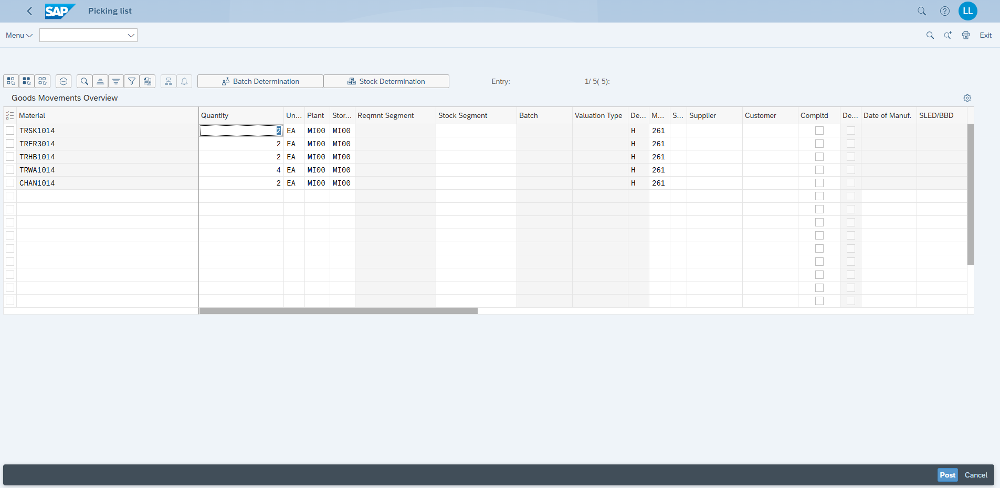 SAP Picking list LL
Menu Exit
Batch Determination Stock Determination Entry: 1/ 5( 5):
Goods Movements Overview
Material Quantity Un... Plant Stor... Reqmnt Segment Stock Segment Batch Valuation Type De... M... S... Supplier Customer Compltd De... Date of Manuf. SLED/BBD
TRSK1014 2 EA MI00 MI00 H 261
TRFR3014 2 EA MI00 MI00 H 261
TRHB1014 2 EA MI00 MI00 H 261
TRWA1014 4 EA MI00 MI00 H 261
CHAN1014 2 EA MI00 MI00 H 261
Post Cancel